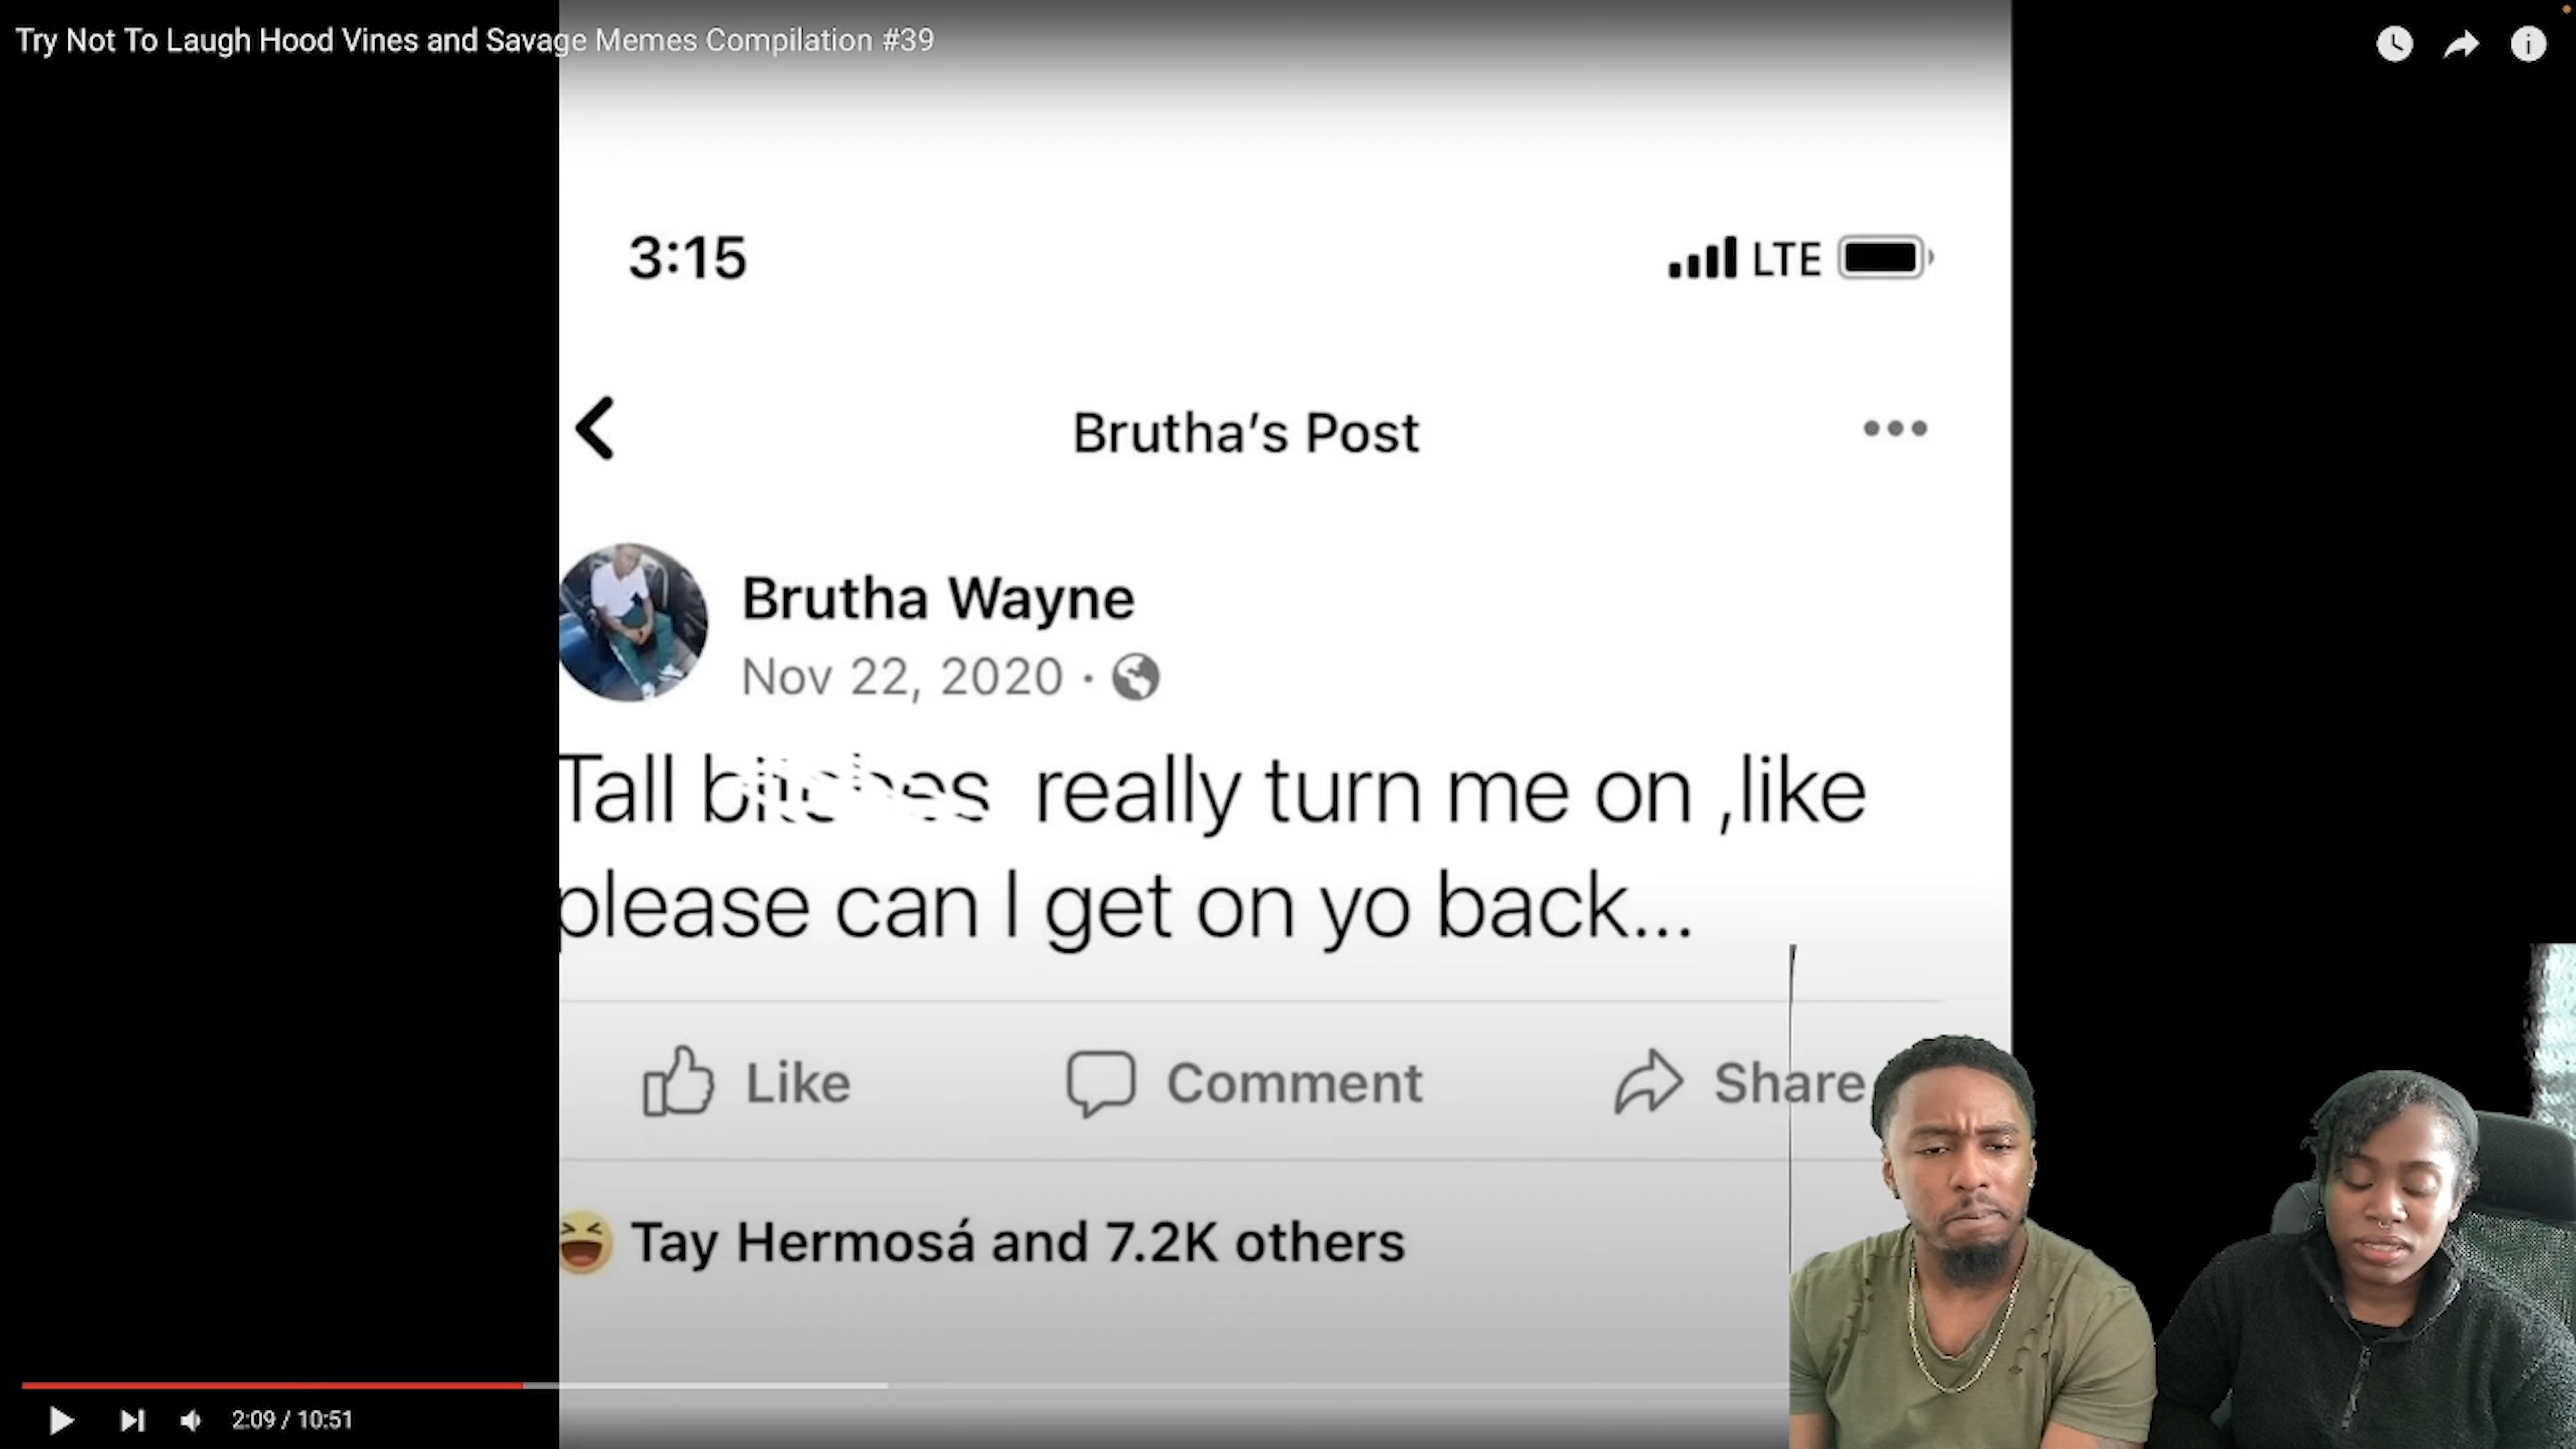 Try Not To Laugh Hood Vines and Savage Memes Compilation #39
3:15
LTE
Brutha's Post
Brutha Wayne
Nov 22, 2020 ·
Tall bitches really turn me on ,like
please can I get on yo back...
Like Comment Share
Tay Hermosá and 7.2K others
2:09 / 10:51